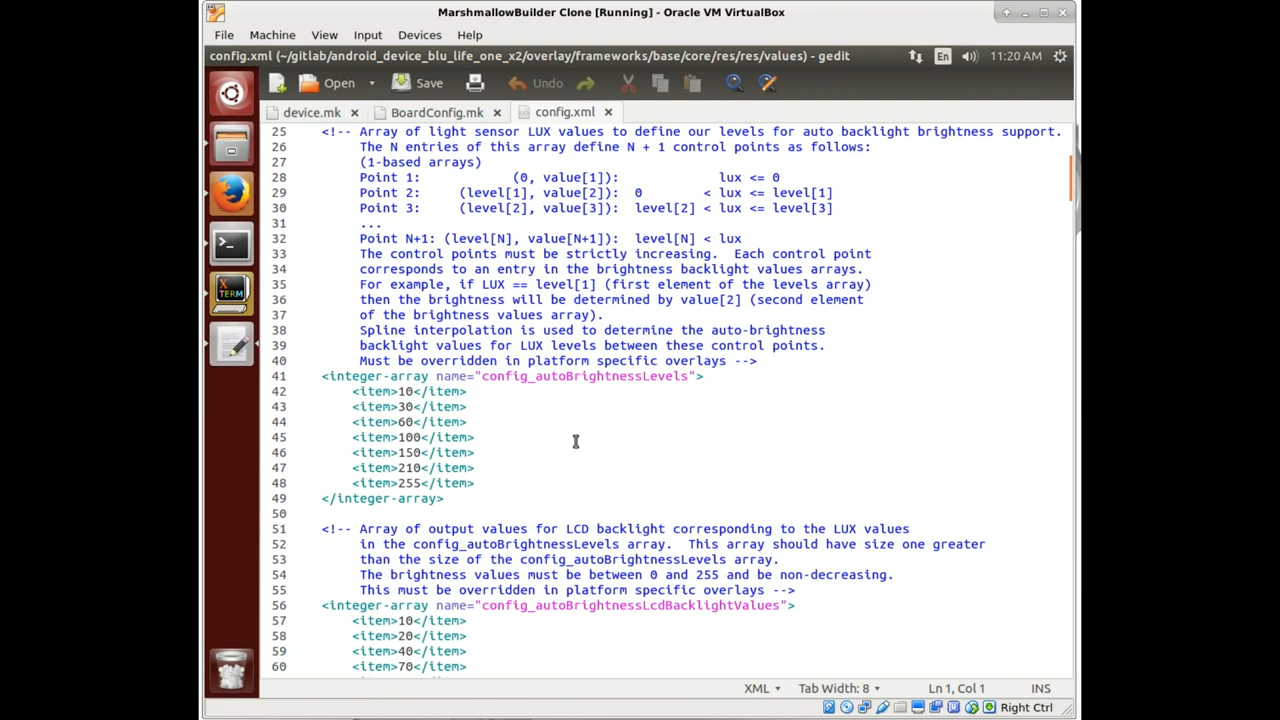 MarshmallowBuilder Clone [Running] - Oracle VM VirtualBox
File Machine View Input Devices Help
config.xml (~/gitlab/android_device_blu_life_one_x2/overlay/frameworks/base/core/res/res/values) - gedit En 11:20 AM
Open Save Undo
device.mk BoardConfig.mk config.xml
25 <!-- Array of light sensor LUX values to define our levels for auto backlight brightness support.
26 The N entries of this array define N + 1 control points as follows:
27 (1-based arrays)
28 Point 1: (0, value[1]): lux <= 0
29 Point 2: (level[1], value[2]): 0 < lux <= level[1]
30 Point 3: (level[2], value[3]): level[2] < lux <= level[3]
31 ...
32 Point N+1: (level[N], value[N+1]): level[N] < lux
33 The control points must be strictly increasing. Each control point
34 corresponds to an entry in the brightness backlight values arrays.
35 For example, if LUX == level[1] (first element of the levels array)
36 then the brightness will be determined by value[2] (second element
37 of the brightness values array).
38 Spline interpolation is used to determine the auto-brightness
39 backlight values for LUX levels between these control points.
40 Must be overridden in platform specific overlays -->
41 <integer-array name="config_autoBrightnessLevels">
42 <item>10</item>
43 <item>30</item>
44 <item>60</item>
45 <item>100</item>
46 <item>150</item>
47 <item>210</item>
48 <item>255</item>
49 </integer-array>
50
51 <!-- Array of output values for LCD backlight corresponding to the LUX values
52 in the config_autoBrightnessLevels array. This array should have size one greater
53 than the size of the config_autoBrightnessLevels array.
54 The brightness values must be between 0 and 255 and be non-decreasing.
55 This must be overridden in platform specific overlays -->
56 <integer-array name="config_autoBrightnessLcdBacklightValues">
57 <item>10</item>
58 <item>20</item>
59 <item>40</item>
60 <item>70</item>
X TERM
XML Tab Width: 8 Ln 1, Col 1 INS
Right Ctrl